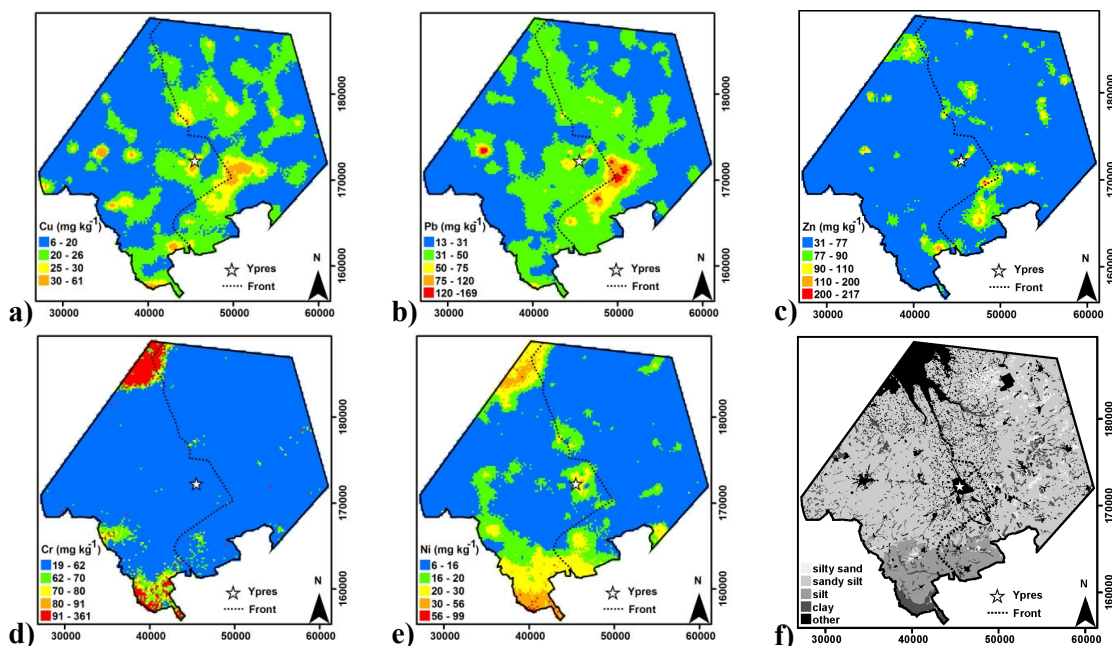 a)
Cu (mg kg-1)
6 - 20
20 - 26
25 - 30
30 - 61
Ypres
Front
N
180000
170000
160000
30000 40000 50000 60000
b)
Pb (mg kg-1)
13 - 31
31 - 50
50 - 75
75 - 120
120 -169
Ypres
Front
N
180000
170000
160000
30000 40000 50000 60000
c)
Zn (mg kg-1)
31 - 77
77 - 90
90 - 110
110 - 200
200 - 217
Ypres
Front
N
180000
170000
160000
30000 40000 50000 60000
d)
Cr (mg kg-1)
19 - 62
62 - 70
70 - 80
80 - 91
91 - 361
Ypres
Front
N
180000
170000
160000
30000 40000 50000 60000
e)
Ni (mg kg-1)
6 - 16
16 - 20
20 - 30
30 - 56
56 - 99
Ypres
Front
N
180000
170000
160000
30000 40000 50000 60000
f)
silty sand
sandy silt
silt
clay
other
Ypres
Front
N
180000
170000
160000
30000 40000 50000 60000